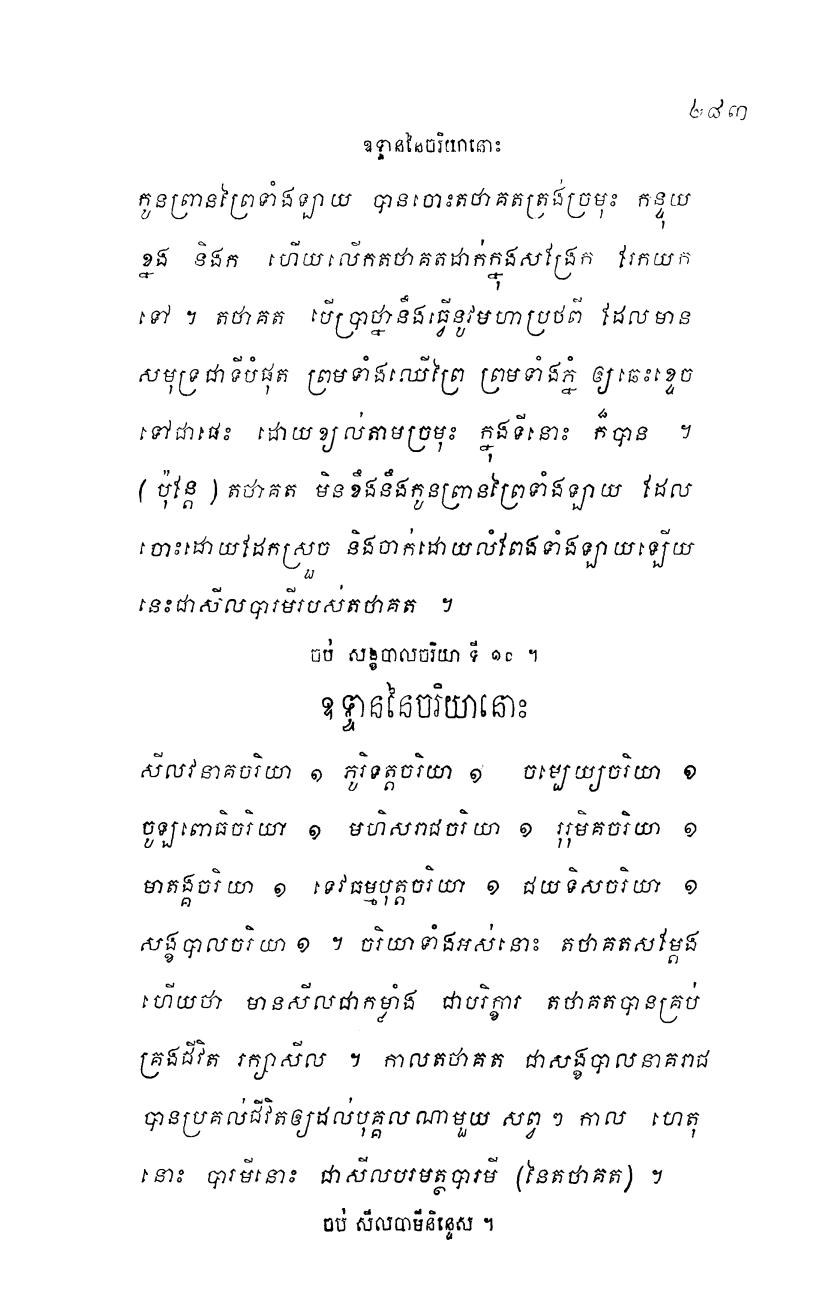 ២៨៣
ឧទ្ទាននៃចរិយានោះ
កូនព្រានព្រៃទាំងឡាយ បានចោះតថាគតត្រង់ច្រមុះ កន្ទុយ
ខ្នង និងក ហើយលើកតថាគតដាក់ក្នុងសង្រែក រែកយក
ទៅ ។ តថាគត បើប្រាថ្នានឹងធ្វើនូវមហាប្រថពី ដែលមាន
សមុទ្រជាទីបំផុត ព្រមទាំងឈើព្រៃ ព្រមទាំងភ្នំ ឲ្យឆេះខ្ទេច
ទៅជាផេះ ដោយខ្យល់តាមច្រមុះ ក្នុងទីនោះ ក៏បាន ។
(ប៉ុន្តែ) តថាគត មិនខឹងនឹងកូនព្រានព្រៃទាំងឡាយ ដែល
ចោះដោយដែកស្រួច និងចាក់ដោយលំពែងទាំងឡាយឡើយ
នេះជាសីលបារមីរបស់តថាគត ។
ចប់ សង្ខបាលចរិយា ទី ១០ ។
ឧទ្ទាននៃចរិយានោះ
សីលវនាគចរិយា ១ ភូរិទត្តចរិយា ១ ចម្បេយ្យចរិយា ១
ចូឡពោធិចរិយា ១ មហិសរាជចរិយា ១ រុរុមិគចរិយា ១
មាតង្គចរិយា ១ ទេវធម្មបុត្តចរិយា ១ ជយទិសចរិយា ១
សង្ខបាលចរិយា ១ ។ ចរិយាទាំងអស់នោះ តថាគតសម្តែង
ហើយថា មានសីលជាកម្លាំង ជាបរិក្ខារ តថាគតបានគ្រប់
គ្រងជីវិត រក្សាសីល ។ កាលតថាគត ជាសង្ខបាលនាគរាជ
បានប្រគល់ជីវិតឲ្យដល់បុគ្គលណាមួយ សព្វ ៗ កាល ហេតុ
នោះ បារមីនោះ ជាសីលបរមត្ថបារមី (នៃតថាគត) ។
ចប់ សីលបាមីនិទ្ទេស ។